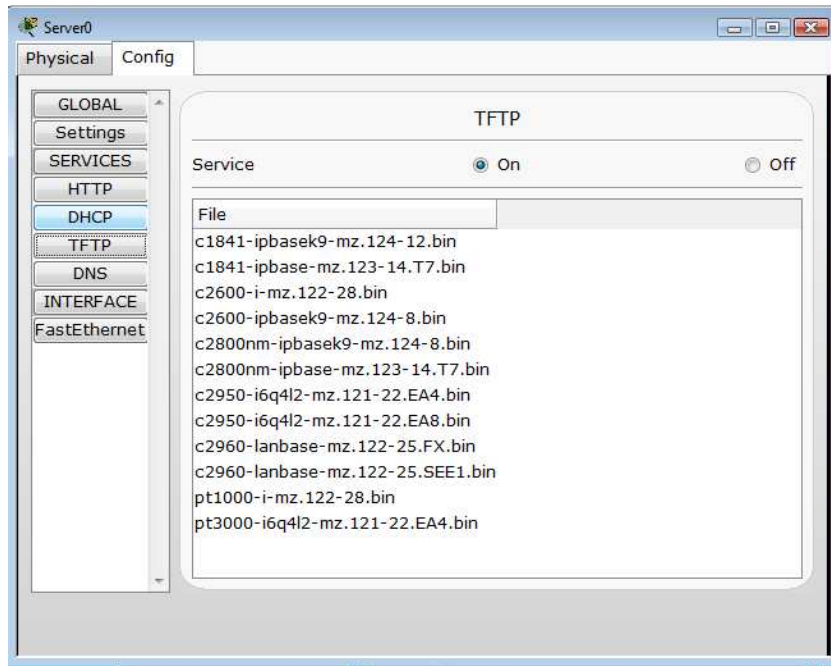 Server0
Physical Config
GLOBAL
Settings
SERVICES
HTTP
DHCP
TFTP
DNS
INTERFACE
FastEthernet
TFTP
Service On Off
File
c1841-ipbasek9-mz.124-12.bin
c1841-ipbase-mz.123-14.T7.bin
c2600-i-mz.122-28.bin
c2600-ipbasek9-mz.124-8.bin
c2800nm-ipbasek9-mz.124-8.bin
c2800nm-ipbase-mz.123-14.T7.bin
c2950-i6q4l2-mz.121-22.EA4.bin
c2950-i6q4l2-mz.121-22.EA8.bin
c2960-lanbase-mz.122-25.FX.bin
c2960-lanbase-mz.122-25.SEE1.bin
pt1000-i-mz.122-28.bin
pt3000-i6q4l2-mz.121-22.EA4.bin